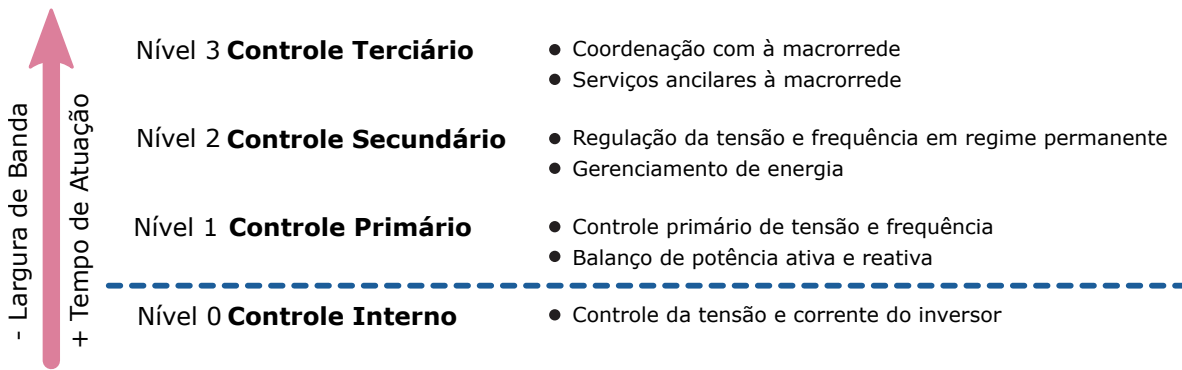 Nível 3 Controle Terciário
● Coordenação com à macrorrede
● Serviços ancilares à macrorrede
Nível 2 Controle Secundário
● Regulação da tensão e frequência em regime permanente
● Gerenciamento de energia
Nível 1 Controle Primário
● Controle primário de tensão e frequência
● Balanço de potência ativa e reativa
Nível 0 Controle Interno
● Controle da tensão e corrente do inversor
- Largura de Banda
+ Tempo de Atuação